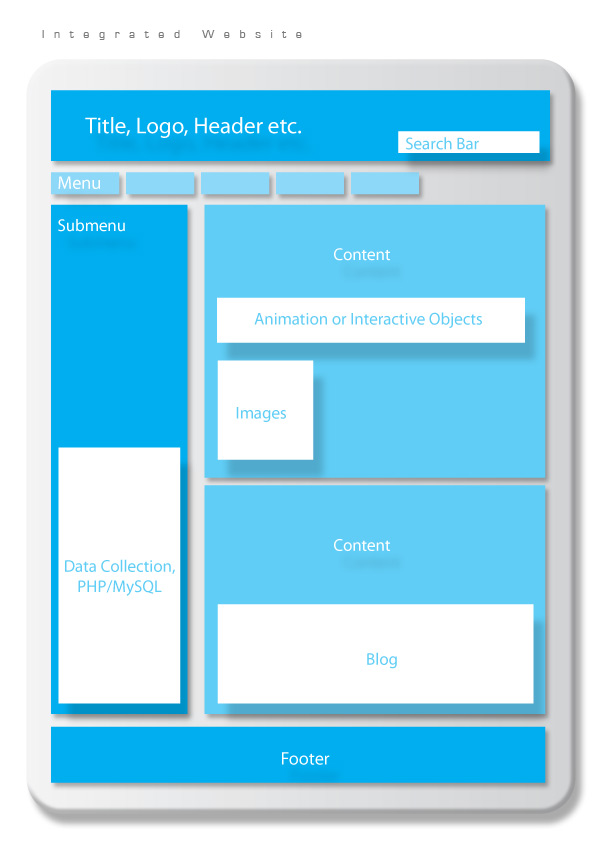 Integrated Website
Title, Logo, Header etc.
Search Bar
Menu
Submenu
Content
Animation or Interactive Objects
Images
Content
Data Collection,
PHP/MySQL
Blog
Footer